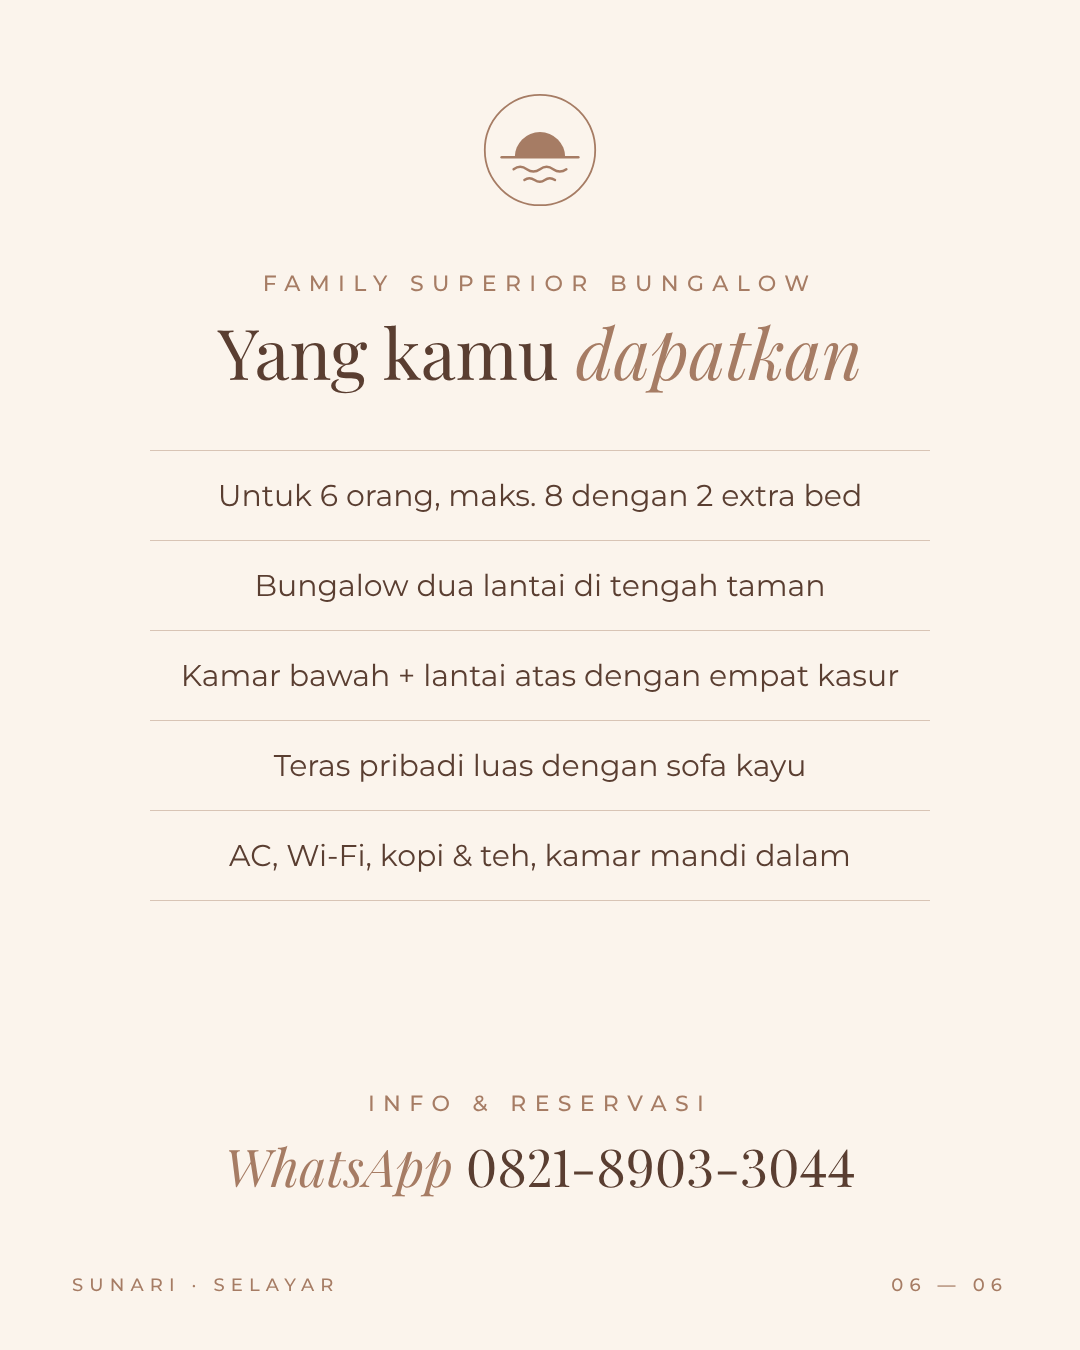 FAMILY SUPERIOR BUNGALOW
Yang kamu dapatkan
Untuk 6 orang, maks. 8 dengan 2 extra bed
Bungalow dua lantai di tengah taman
Kamar bawah + lantai atas dengan empat kasur
Teras pribadi luas dengan sofa kayu
AC, Wi-Fi, kopi & teh, kamar mandi dalam
INFO & RESERVASI
WhatsApp 0821-8903-3044
SUNARI · SELAYAR
06 — 06